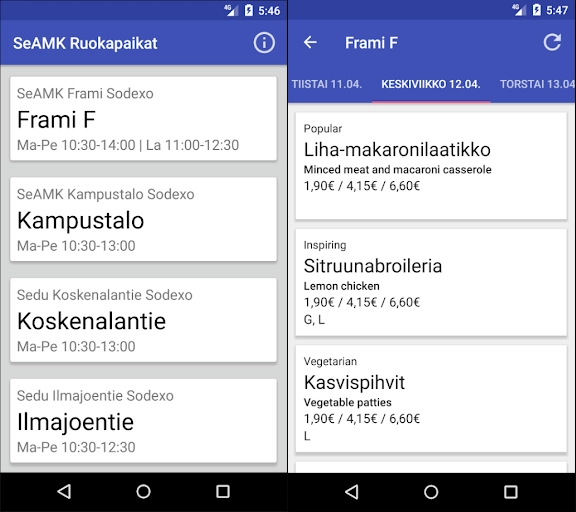 4G 5:46
SeAMK Ruokapaikat
SeAMK Frami Sodexo
Frami F
Ma-Pe 10:30-14:00 | La 11:00-12:30
SeAMK Kampustalo Sodexo
Kampustalo
Ma-Pe 10:30-13:00
Sedu Koskenalantie Sodexo
Koskenalantie
Ma-Pe 10:30-13:00
Sedu Ilmajoentie Sodexo
Ilmajoentie
Ma-Pe 10:30-12:30
4G 5:47
Frami F
TIISTAI 11.04. KESKIVIIKKO 12.04. TORSTAI 13.04
Popular
Liha-makaronilaatikko
Minced meat and macaroni casserole
1,90€ / 4,15€ / 6,60€
Inspiring
Sitruunabroileria
Lemon chicken
1,90€ / 4,15€ / 6,60€
G, L
Vegetarian
Kasvispihvit
Vegetable patties
1,90€ / 4,15€ / 6,60€
L